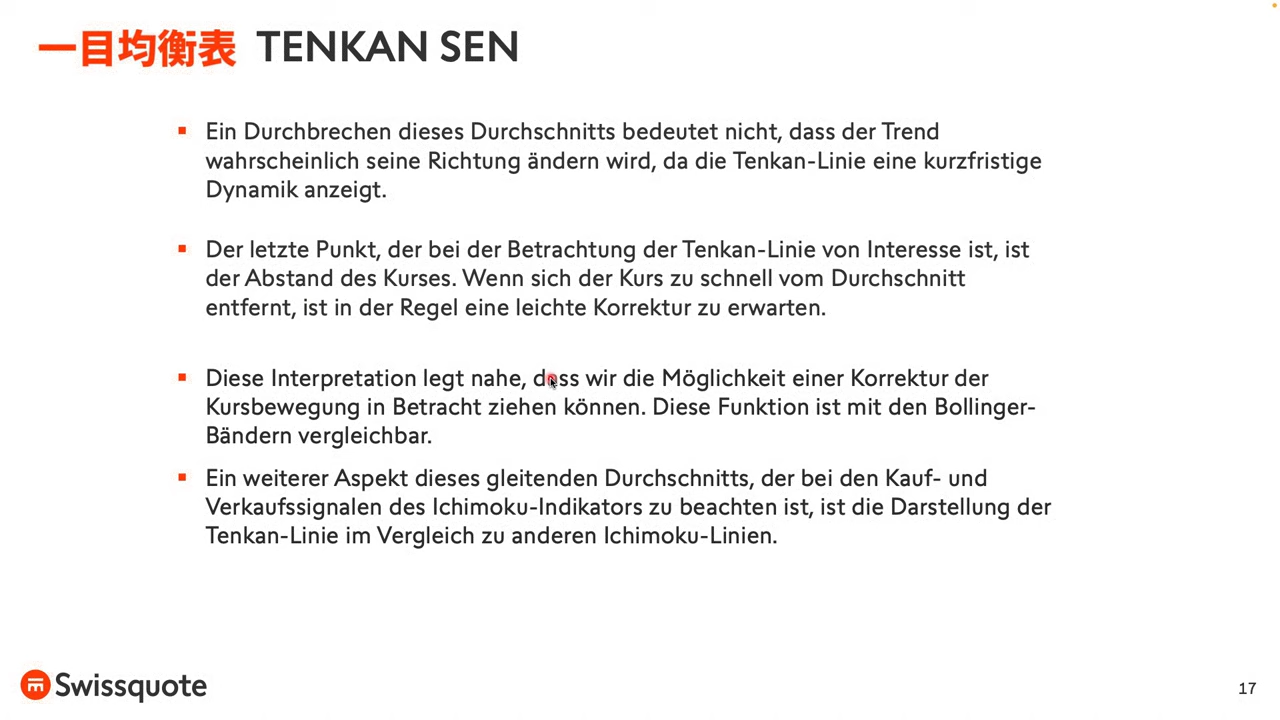 一目均衡表 TENKAN SEN
▪ Ein Durchbrechen dieses Durchschnitts bedeutet nicht, dass der Trend
wahrscheinlich seine Richtung ändern wird, da die Tenkan-Linie eine kurzfristige
Dynamik anzeigt.
▪ Der letzte Punkt, der bei der Betrachtung der Tenkan-Linie von Interesse ist, ist
der Abstand des Kurses. Wenn sich der Kurs zu schnell vom Durchschnitt
entfernt, ist in der Regel eine leichte Korrektur zu erwarten.
▪ Diese Interpretation legt nahe, dass wir die Möglichkeit einer Korrektur der
Kursbewegung in Betracht ziehen können. Diese Funktion ist mit den Bollinger-
Bändern vergleichbar.
▪ Ein weiterer Aspekt dieses gleitenden Durchschnitts, der bei den Kauf- und
Verkaufssignalen des Ichimoku-Indikators zu beachten ist, ist die Darstellung der
Tenkan-Linie im Vergleich zu anderen Ichimoku-Linien.
Swissquote
17